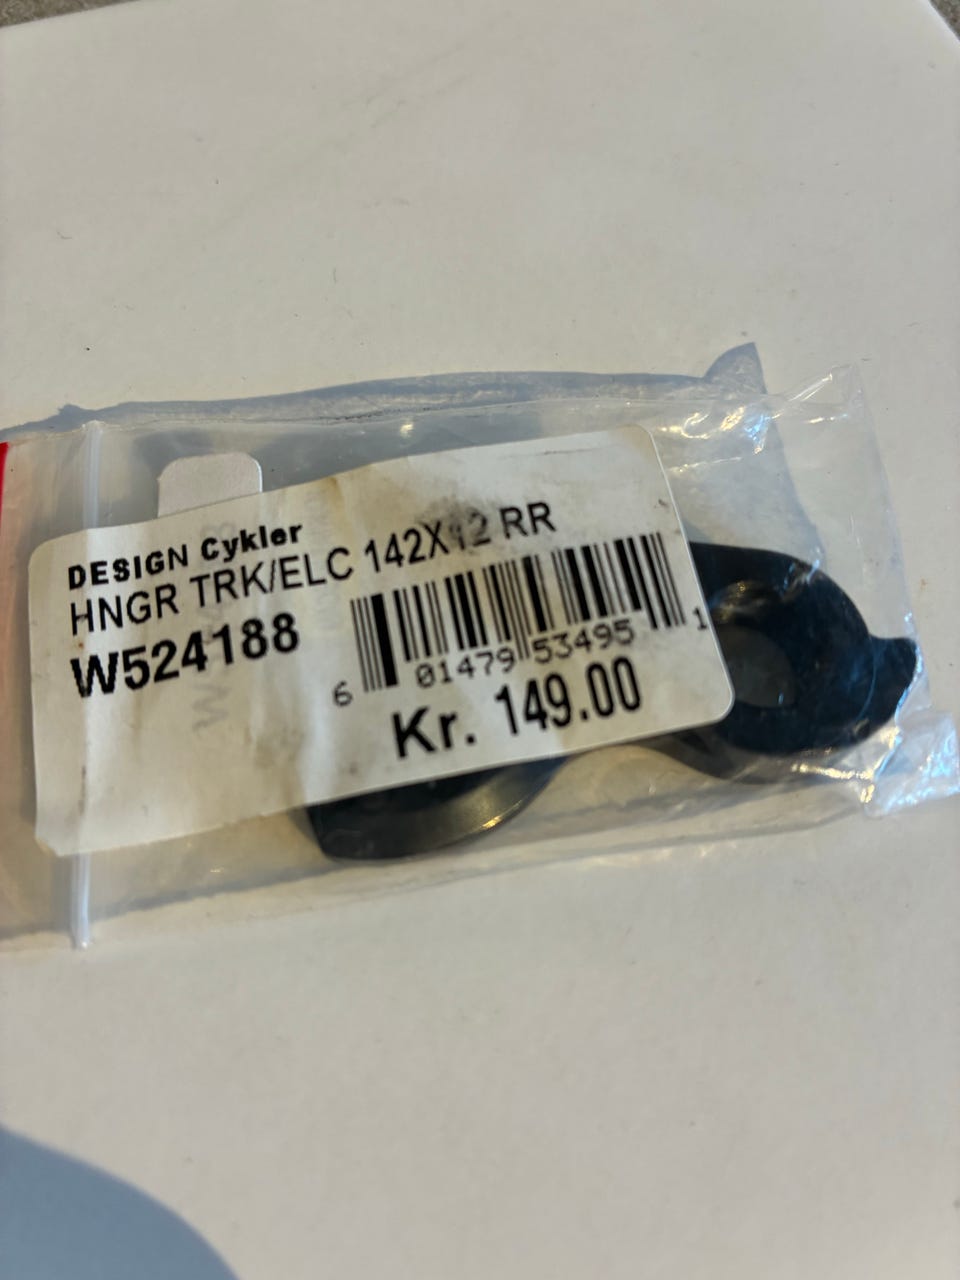 DESIGN Cykler
HNGR TRK/ELC 142X12 RR
W524188
6 01479 53495 1
Kr. 149.00